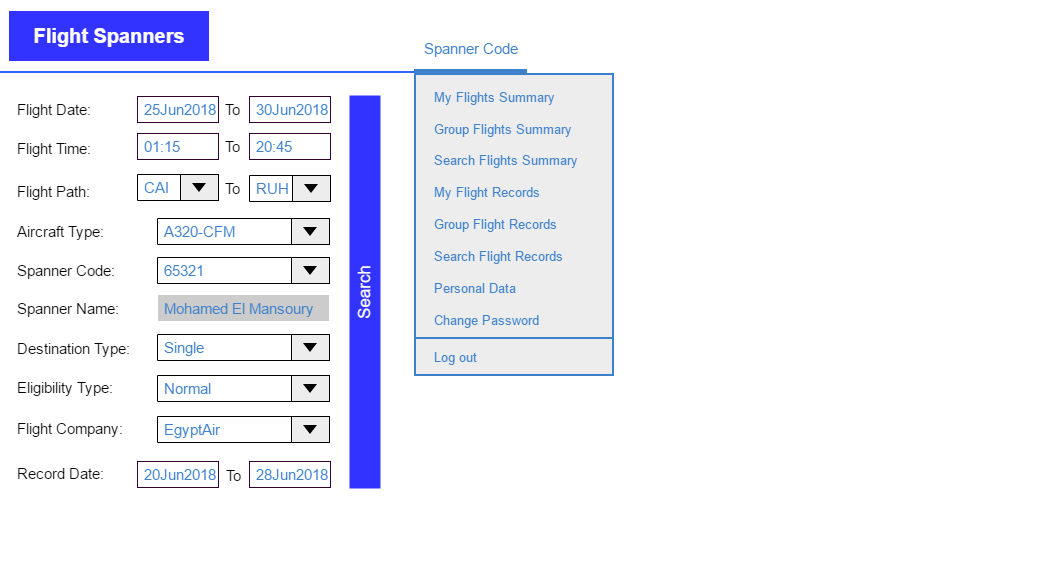 Flight Spanners
Spanner Code
Flight Date: 25Jun2018 To 30Jun2018
Flight Time: 01:15 To 20:45
Flight Path: CAI To RUH
Aircraft Type: A320-CFM
Spanner Code: 65321
Spanner Name: Mohamed El Mansoury
Destination Type: Single
Eligibility Type: Normal
Flight Company: EgyptAir
Record Date: 20Jun2018 To 28Jun2018
Search
My Flights Summary
Group Flights Summary
Search Flights Summary
My Flight Records
Group Flight Records
Search Flight Records
Personal Data
Change Password
Log out